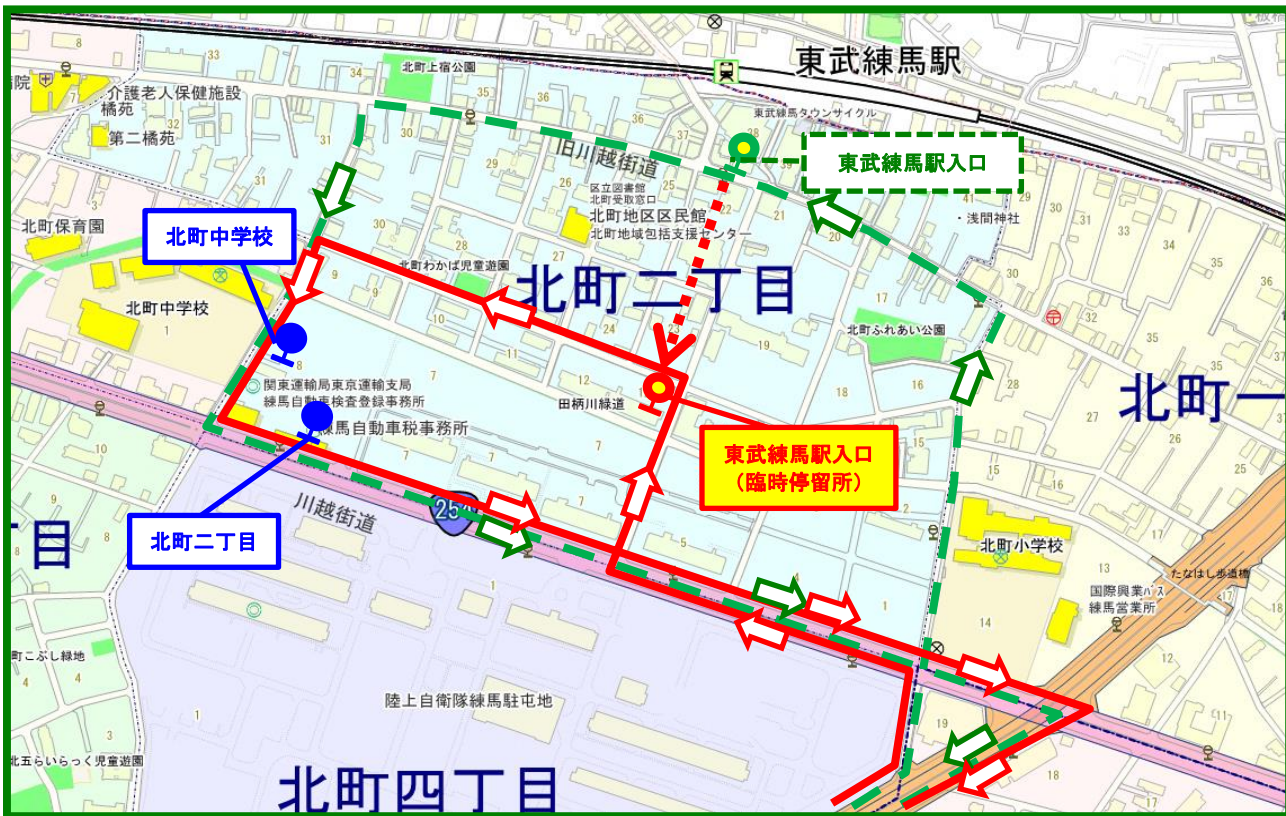 東武練馬駅
北町上宿公園
介護老人保健施設
橘苑
第二橘苑
東武練馬タウンサイクル
東武練馬駅入口
旧川越街道
区立図書館
北町受取窓口
北町地区区民館
北町地域包括支援センター
・浅間神社
北町保育園
北町中学校
北町わかば児童遊園
北町二丁目
北町中学校
北町ふれあい公園
関東運輸局東京運輸支局
練馬自動車検査登録事務所
練馬自動車税事務所
田柄川緑道
北町一
東武練馬駅入口
（臨時停留所）
川越街道
254
北町二丁目
丁目
北町小学校
たなはし歩道橋
国際興業バス
練馬営業所
町こぶし緑地
陸上自衛隊練馬駐屯地
北五らいらっく児童遊園
北町四丁目